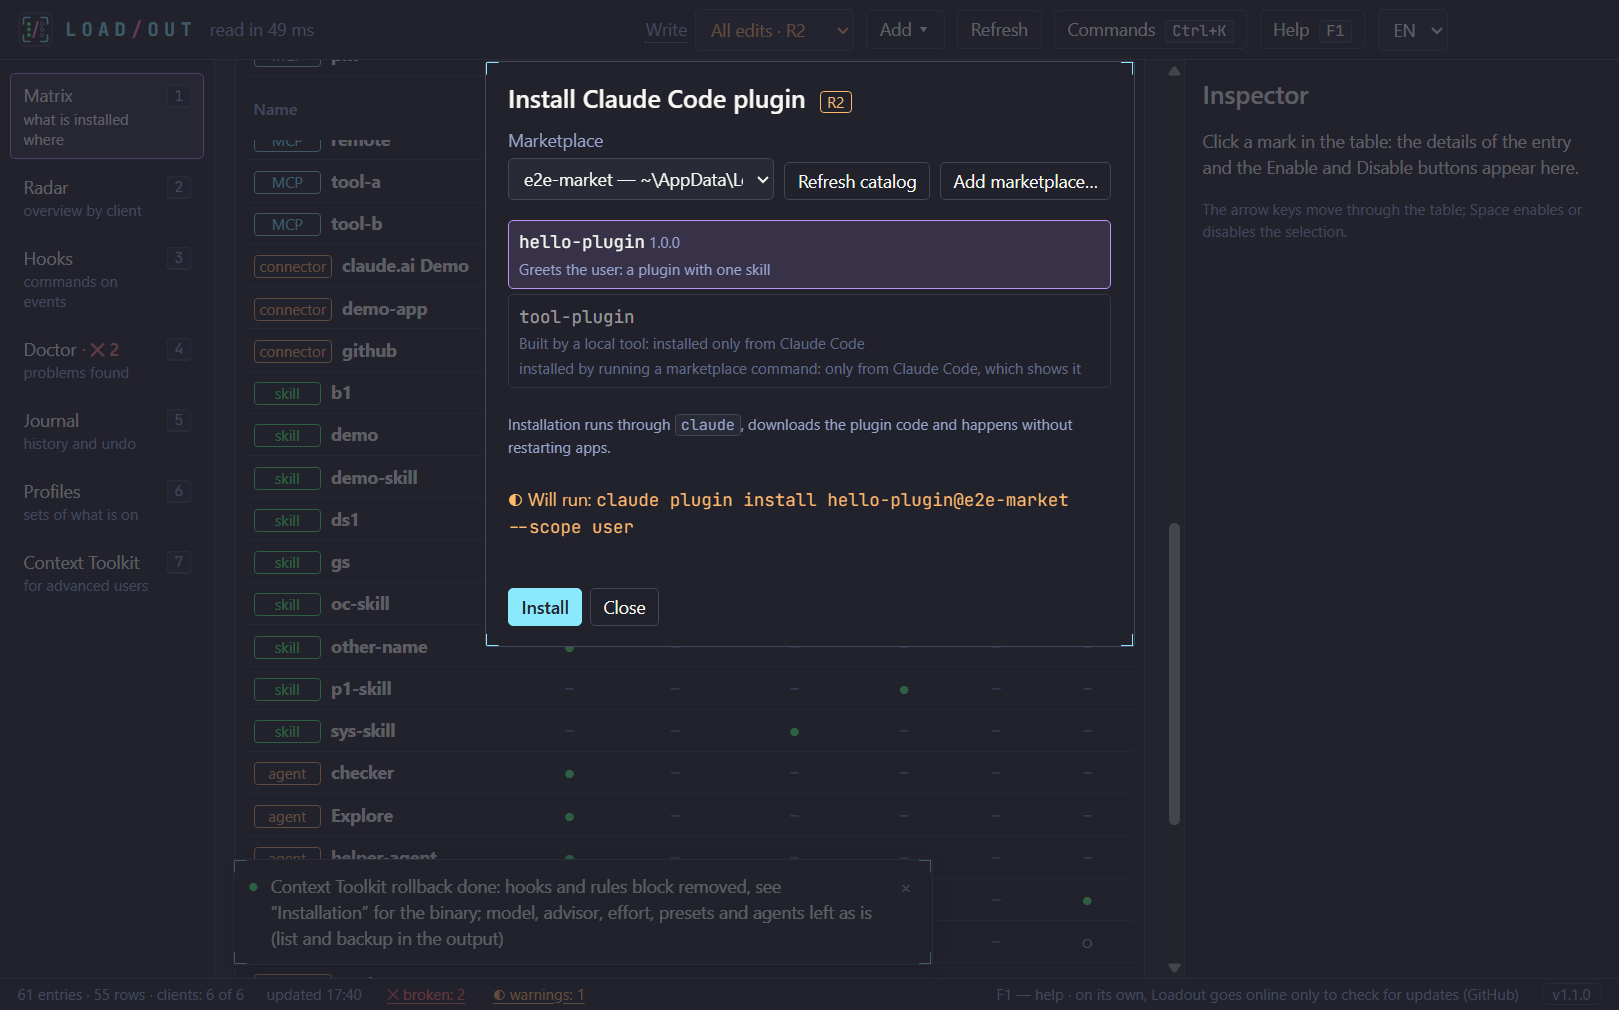 LOAD/OUT read in 49 ms
Write All edits · R2 Add Refresh Commands Ctrl+K Help F1 EN
Matrix 1
what is installed
where
Radar 2
overview by client
Hooks 3
commands on
events
Doctor · 2 4
problems found
Journal 5
history and undo
Profiles 6
sets of what is on
Context Toolkit 7
for advanced users
Name
MCP remote
MCP tool-a
MCP tool-b
connector claude.ai Demo
connector demo-app
connector github
skill b1
skill demo
skill demo-skill
skill ds1
skill gs
skill oc-skill
skill other-name
skill p1-skill
skill sys-skill
agent checker
agent Explore
agent helper-agent
Install Claude Code plugin R2
Marketplace
e2e-market — ~\AppData\Lo Refresh catalog Add marketplace...
hello-plugin 1.0.0
Greets the user: a plugin with one skill
tool-plugin
Built by a local tool: installed only from Claude Code
installed by running a marketplace command: only from Claude Code, which shows it
Installation runs through claude, downloads the plugin code and happens without
restarting apps.
Will run: claude plugin install hello-plugin@e2e-market
--scope user
Install Close
Context Toolkit rollback done: hooks and rules block removed, see
“Installation” for the binary; model, advisor, effort, presets and agents left as is
(list and backup in the output)
Inspector
Click a mark in the table: the details of the entry
and the Enable and Disable buttons appear here.
The arrow keys move through the table; Space enables or
disables the selection.
61 entries · 55 rows · clients: 6 of 6 updated 17:40 broken: 2 warnings: 1 F1 — help · on its own, Loadout goes online only to check for updates (GitHub) v1.1.0